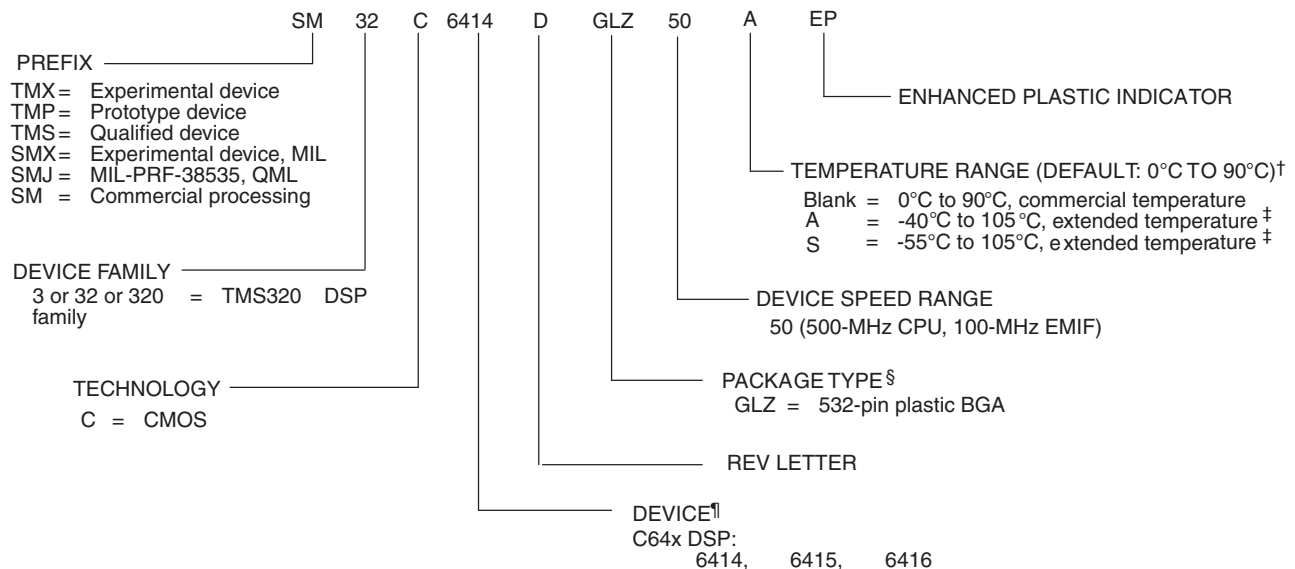 SM 32 C 6414 D GLZ 50 A EP
PREFIX
TMX = Experimental device
TMP = Prototype device
TMS = Qualified device
SMX = Experimental device, MIL
SMJ = MIL-PRF-38535, QML
SM = Commercial processing
ENHANCED PLASTIC INDICATOR
TEMPERATURE RANGE (DEFAULT: 0°C TO 90°C)†
Blank = 0°C to 90°C, commercial temperature
A = -40°C to 105°C, extended temperature ‡
S = -55°C to 105°C, extended temperature ‡
DEVICE FAMILY
3 or 32 or 320 = TMS320 DSP
family
DEVICE SPEED RANGE
50 (500-MHz CPU, 100-MHz EMIF)
TECHNOLOGY
C = CMOS
PACKAGE TYPE§
GLZ = 532-pin plastic BGA
REV LETTER
DEVICE¶
C64x DSP:
6414, 6415, 6416